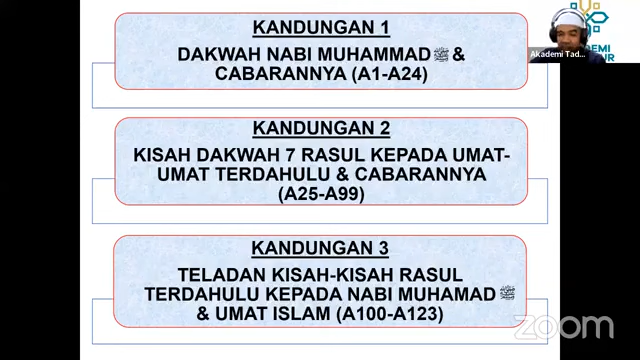 KANDUNGAN 1
DAKWAH NABI MUHAMMAD ﷺ &
CABARANNYA (A1-A24)
KANDUNGAN 2
KISAH DAKWAH 7 RASUL KEPADA UMAT-
UMAT TERDAHULU & CABARANNYA
(A25-A99)
KANDUNGAN 3
TELADAN KISAH-KISAH RASUL
TERDAHULU KEPADA NABI MUHAMAD ﷺ
& UMAT ISLAM (A100-A123)
Akademi Tad...
zoom